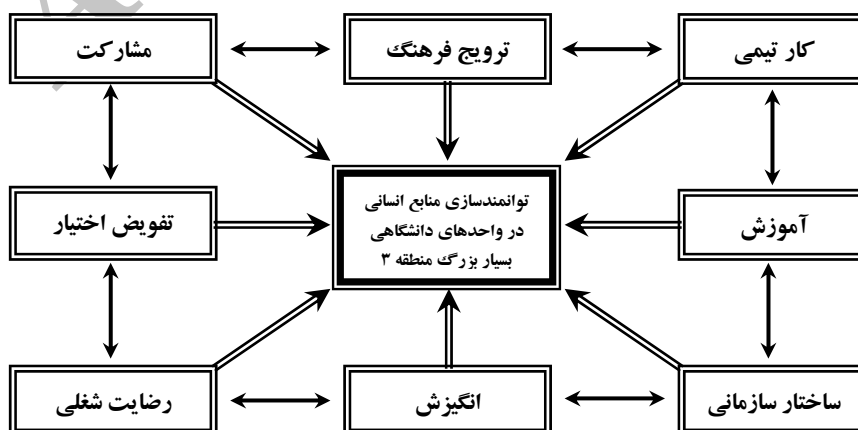 کار تیمی
ترویج فرهنگ
مشارکت
توانمندسازی منابع انسانی
در واحدهای دانشگاهی
بسیار بزرگ منطقه ۳
آموزش
تفویض اختیار
ساختار سازمانی
انگیزش
رضایت شغلی